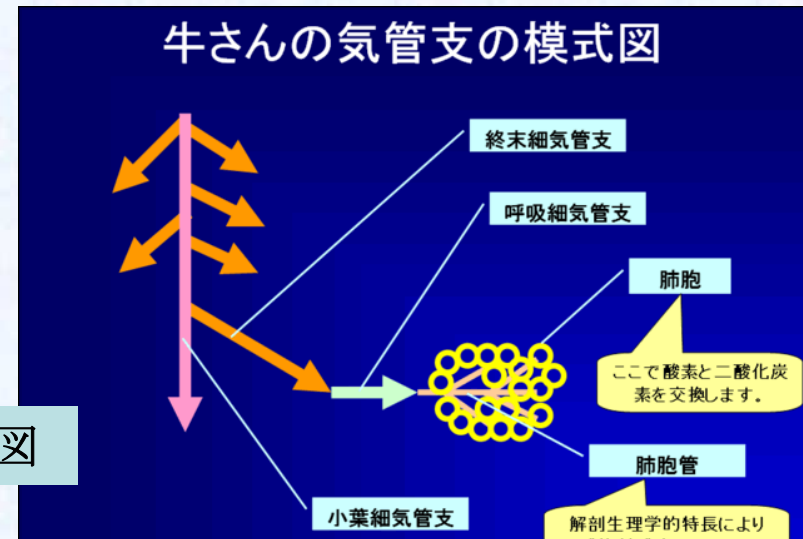 牛さんの気管支の模式図
終末細気管支
呼吸細気管支
肺胞
ここで酸素と二酸化炭
素を交換します。
図
肺胞管
小葉細気管支
解剖生理学的特長により